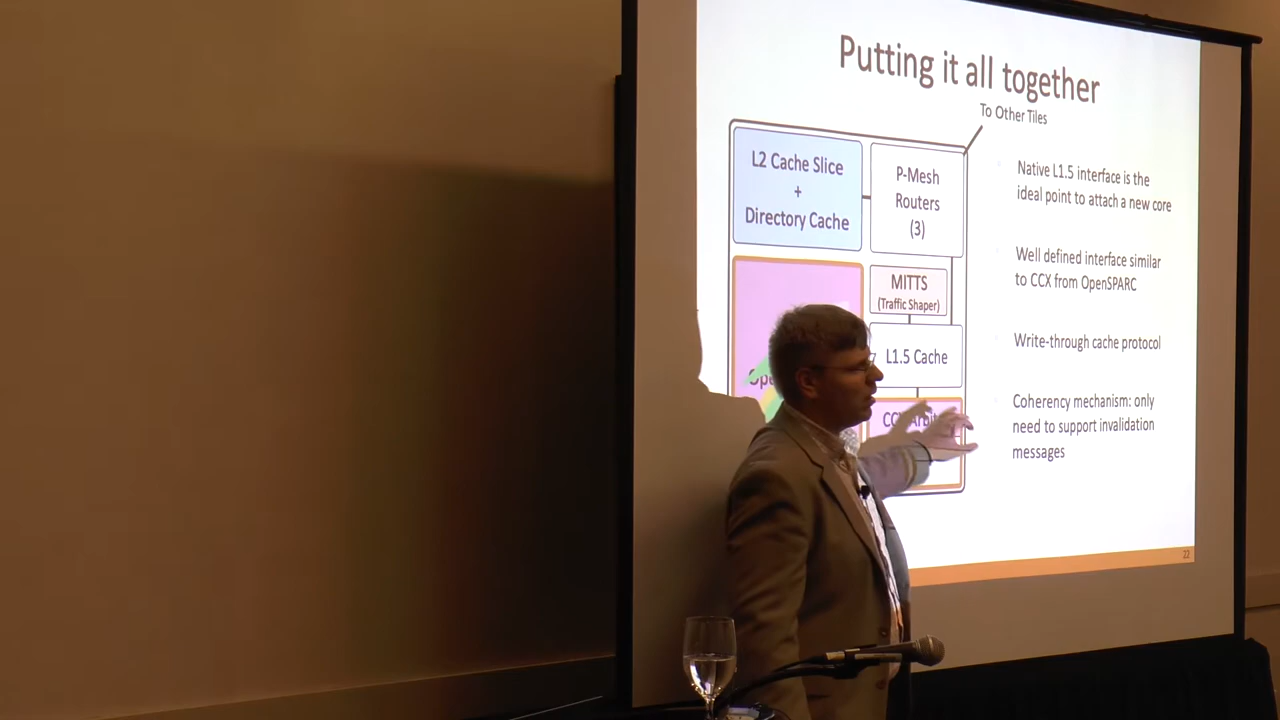 Putting it all together
To Other Tiles
L2 Cache Slice
+
Directory Cache
P-Mesh
Routers
(3)
MITTS
(Traffic Shaper)
L1.5 Cache
Native L1.5 interface is the
ideal point to attach a new core
Well defined interface similar
to CCX from OpenSPARC
Write-through cache protocol
Coherency mechanism: only
need to support invalidation
messages
22